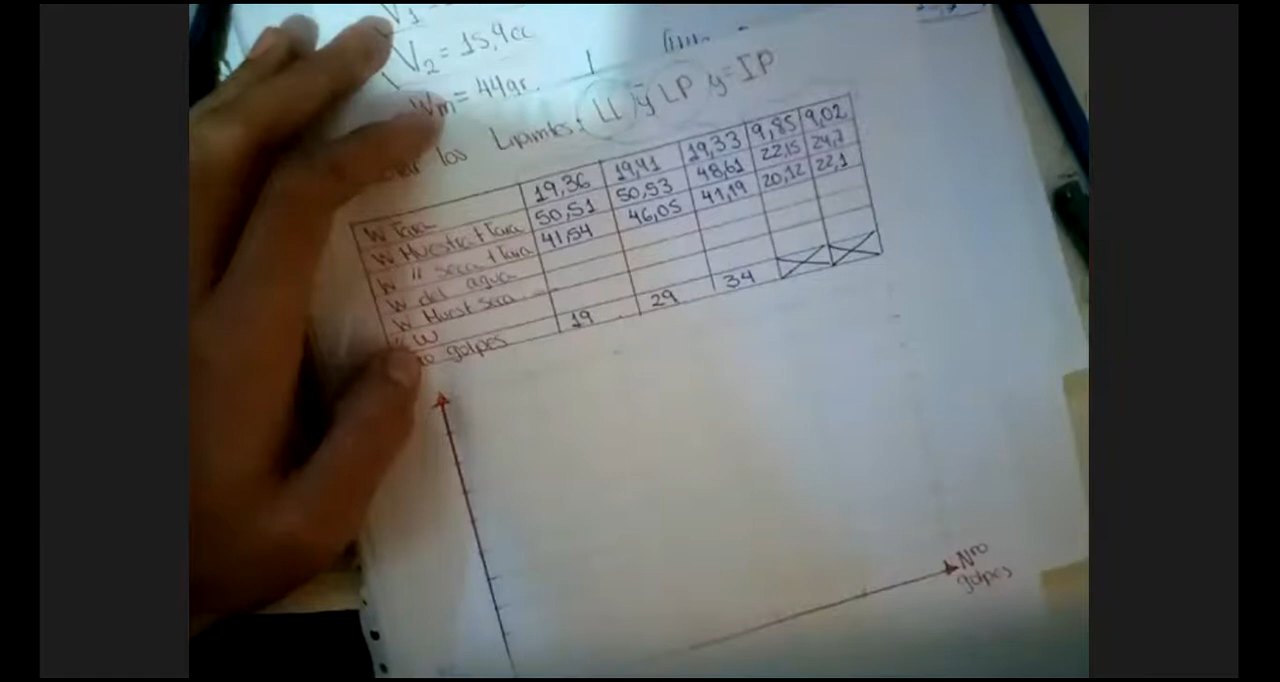 V1
V2 = 15,4cc
Wm = 44gr.
los Limites: LL y LP y = IP
W Tara 19,36 19,41 19,33 9,85 9,02
W Muestra + Tara 50,51 50,53 48,61 22,15 24,7
W " seca + Tara 41,54 46,05 41,19 20,12 22,1
W del agua
W Muest Seca
W
golpes 19 29 34
Nro
golpes